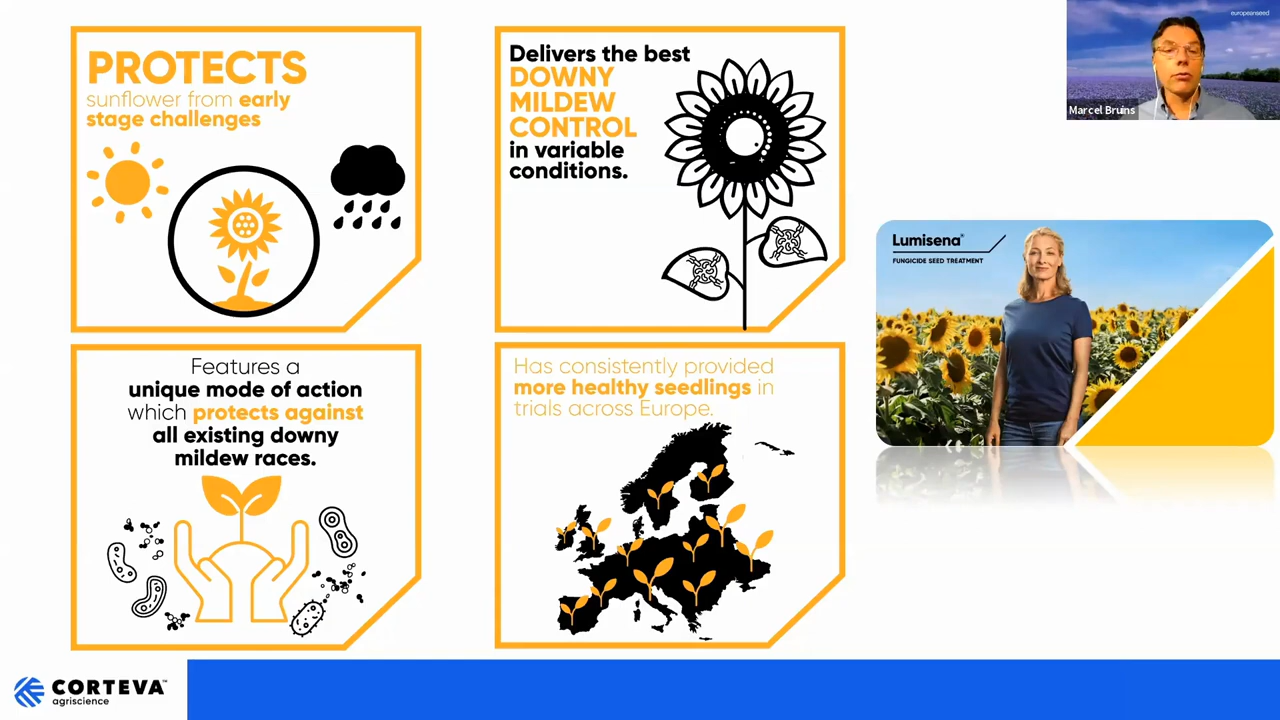 PROTECTS
sunflower from early
stage challenges
Delivers the best
DOWNY
MILDEW
CONTROL
in variable
conditions.
Features a
unique mode of action
which protects against
all existing downy
mildew races.
Has consistently provided
more healthy seedlings in
trials across Europe.
europeanseed
Marcel Bruins
Lumisena®
FUNGICIDE SEED TREATMENT
CORTEVA™
agriscience